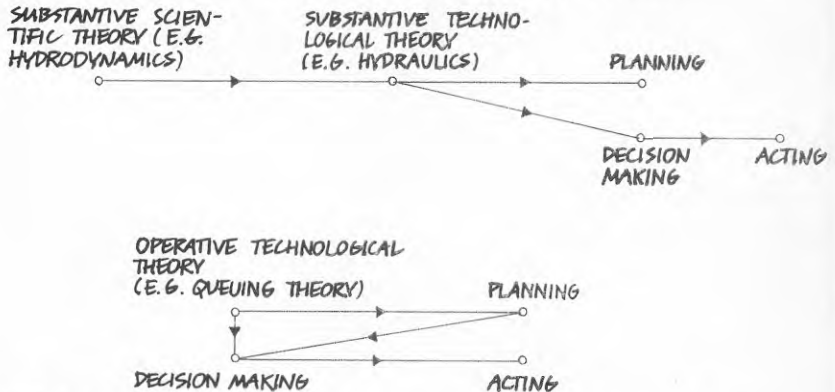 SUBSTANTIVE SCIEN-
TIFIC THEORY (E.G.
HYDRODYNAMICS)
SUBSTANTIVE TECHNO-
LOGICAL THEORY
(E.G. HYDRAULICS)
PLANNING
DECISION
MAKING
ACTING
OPERATIVE TECHNOLOGICAL
THEORY
(E.G. QUEUING THEORY)
PLANNING
DECISION MAKING
ACTING